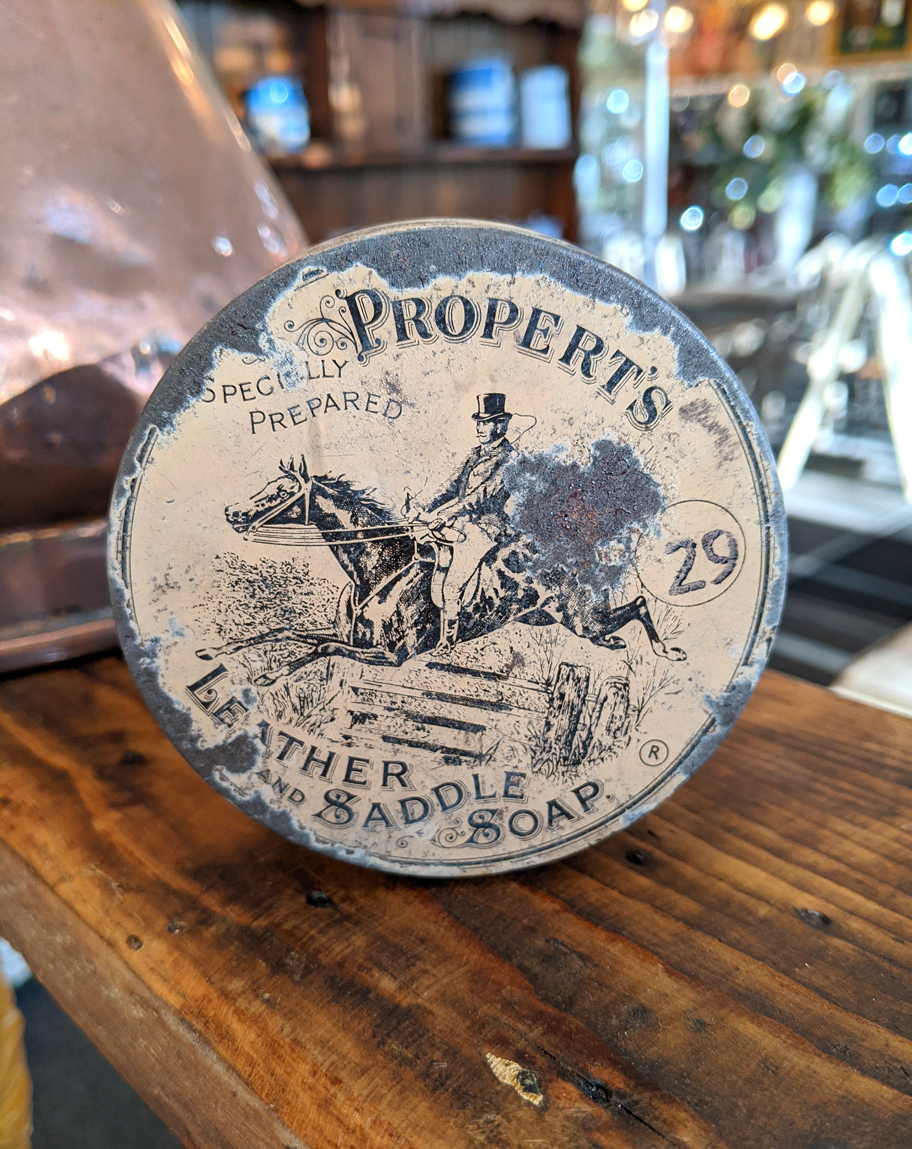 PROPERT'S
SPECIALLY
PREPARED
29
LEATHER
AND SADDLE
SOAP.
®